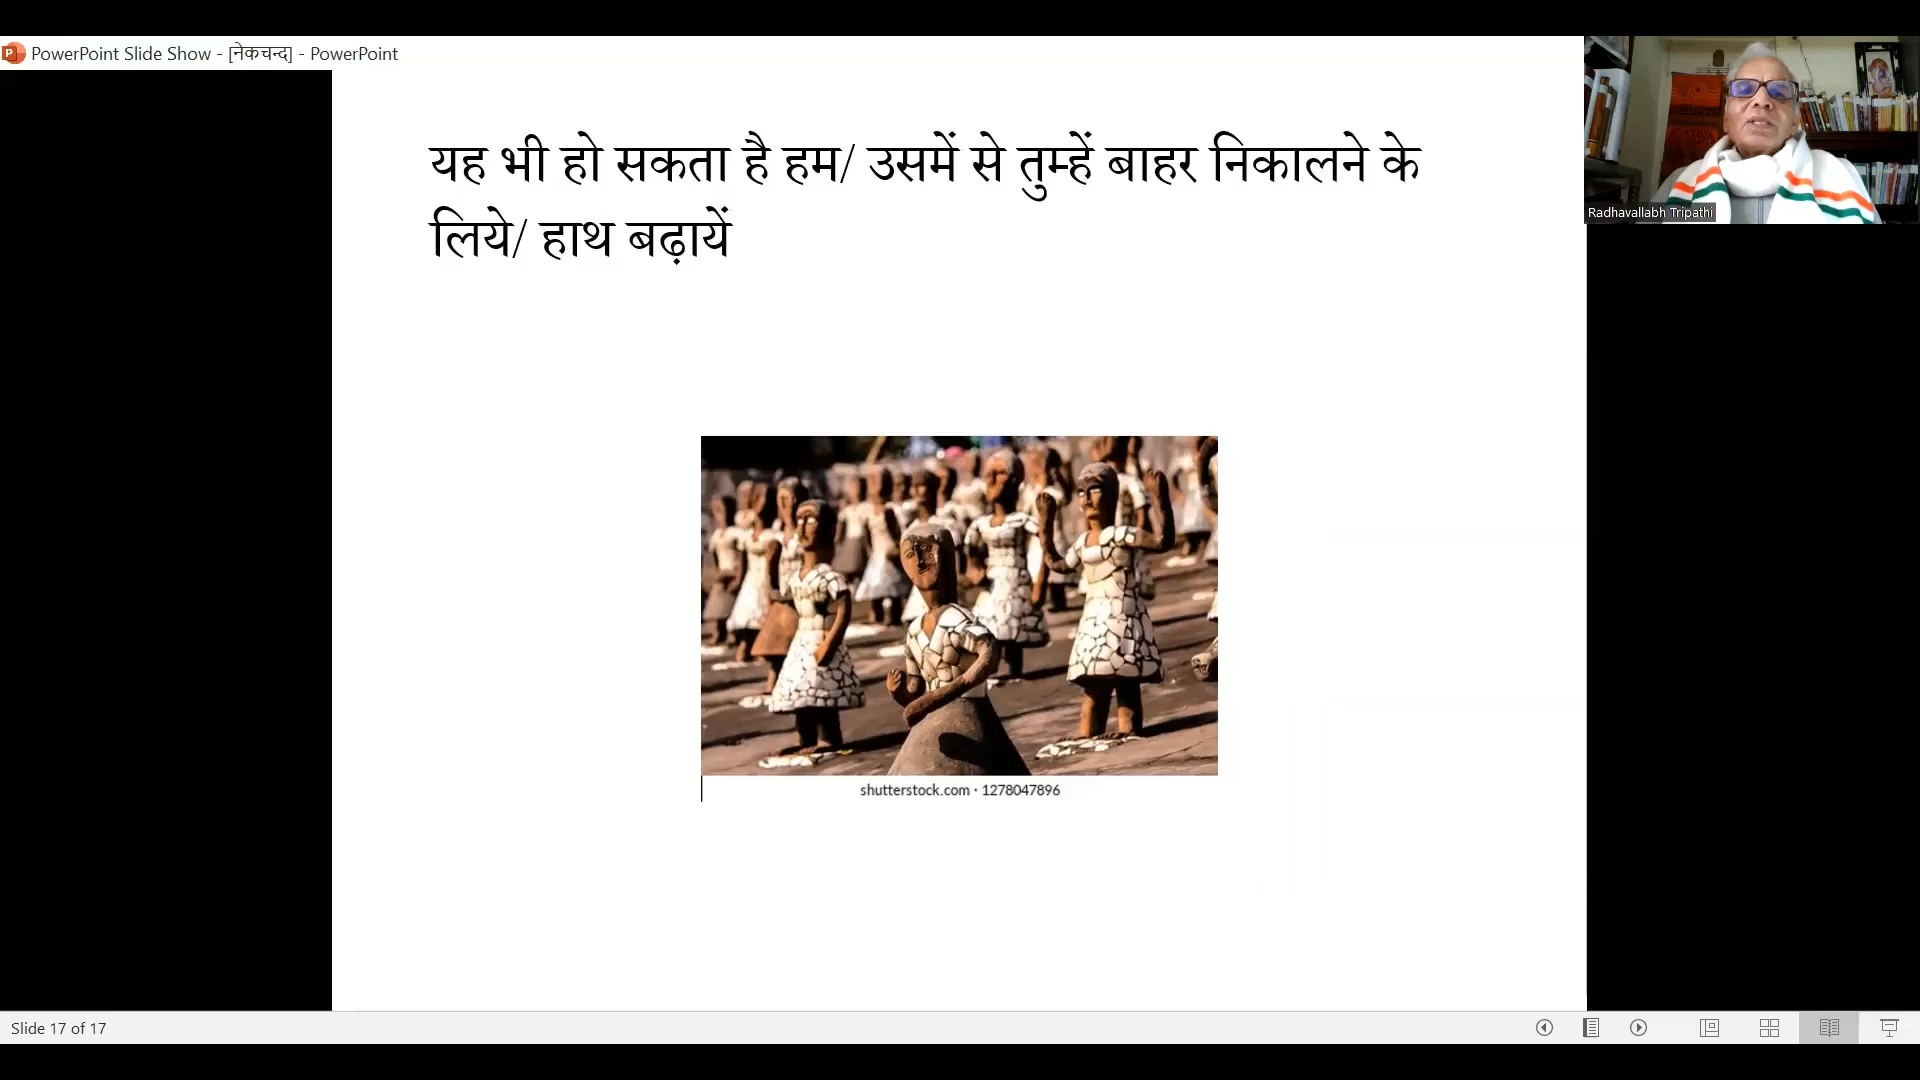 PowerPoint Slide Show - [नेकचन्द] - PowerPoint
यह भी हो सकता है हम/ उसमें से तुम्हें बाहर निकालने के
लिये/ हाथ बढ़ायें
Radhavallabh Tripathi
shutterstock.com · 1278047896
Slide 17 of 17